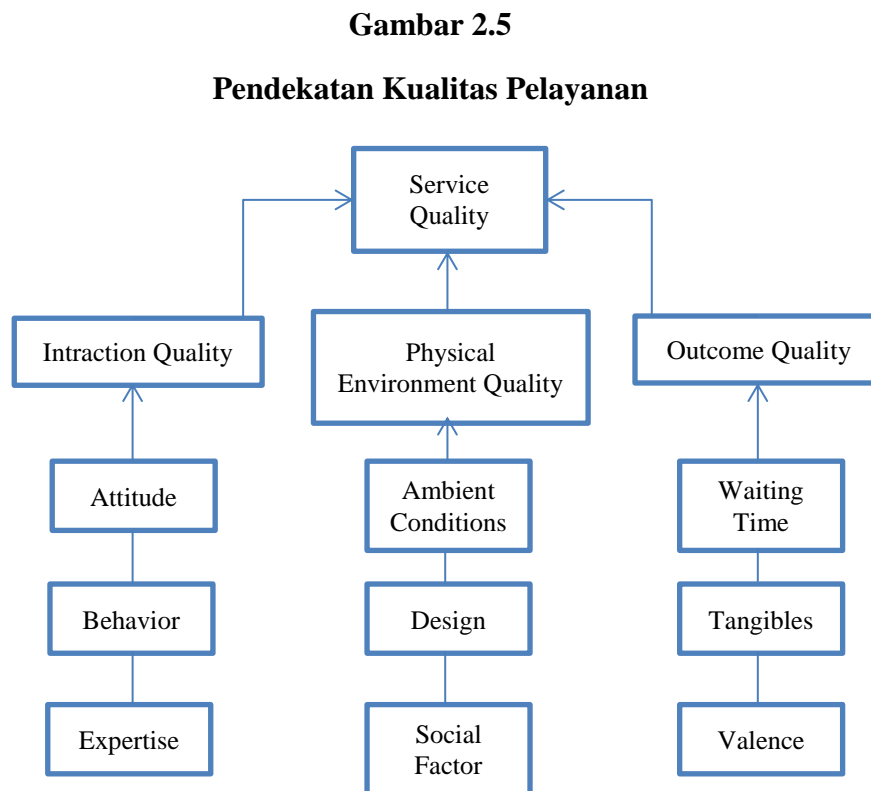 Gambar 2.5
Pendekatan Kualitas Pelayanan
Service
Quality
Intraction Quality
Physical
Environment Quality
Outcome Quality
Attitude
Ambient
Conditions
Waiting
Time
Behavior
Design
Tangibles
Expertise
Social
Factor
Valence